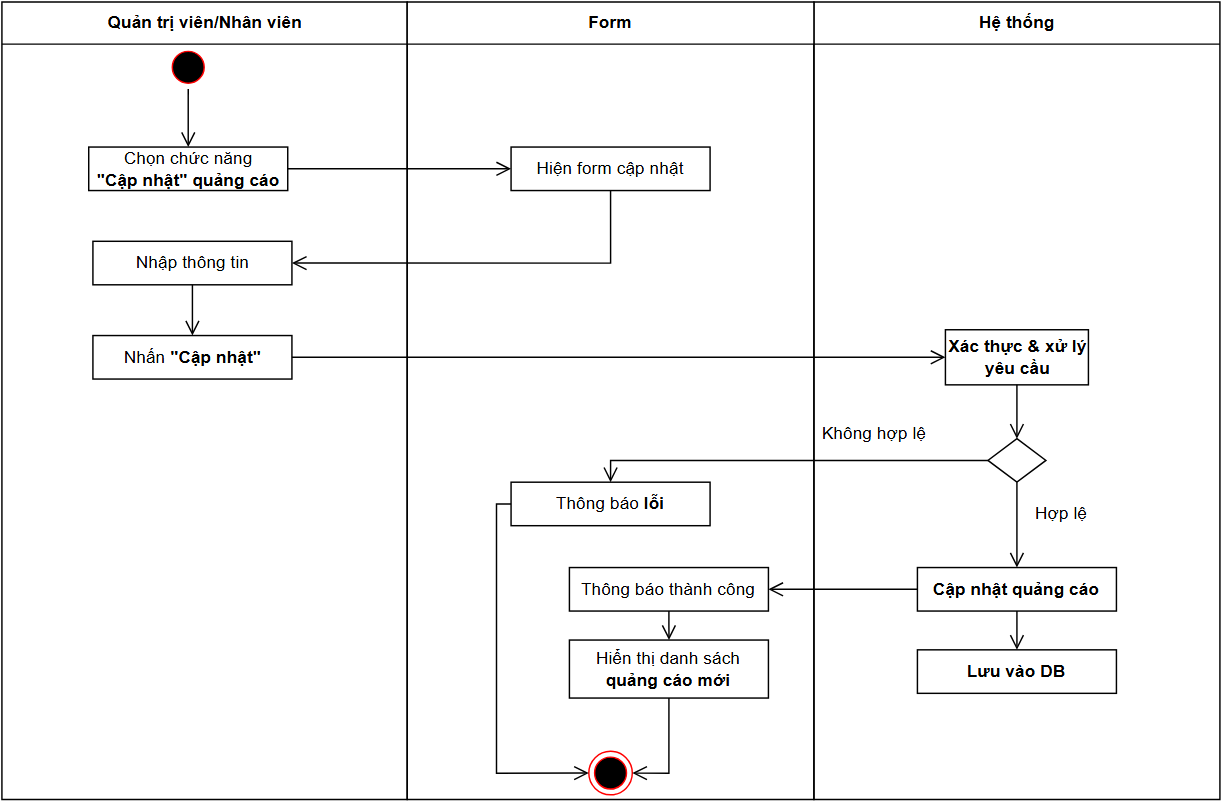 Quản trị viên/Nhân viên
Form
Hệ thống
Chọn chức năng
"Cập nhật" quảng cáo
Hiện form cập nhật
Nhập thông tin
Nhấn "Cập nhật"
Xác thực & xử lý
yêu cầu
Không hợp lệ
Thông báo lỗi
Hợp lệ
Thông báo thành công
Cập nhật quảng cáo
Hiển thị danh sách
quảng cáo mới
Lưu vào DB